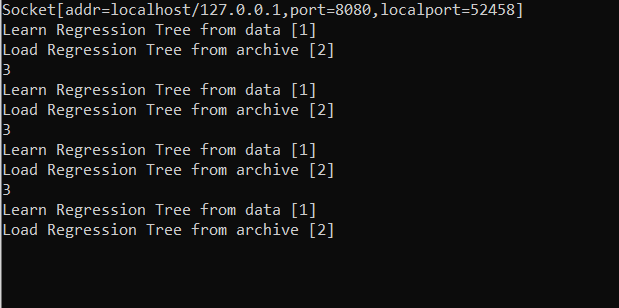 Socket[addr=localhost/127.0.0.1,port=8080,localport=52458]
Learn Regression Tree from data [1]
Load Regression Tree from archive [2]
3
Learn Regression Tree from data [1]
Load Regression Tree from archive [2]
3
Learn Regression Tree from data [1]
Load Regression Tree from archive [2]
3
Learn Regression Tree from data [1]
Load Regression Tree from archive [2]